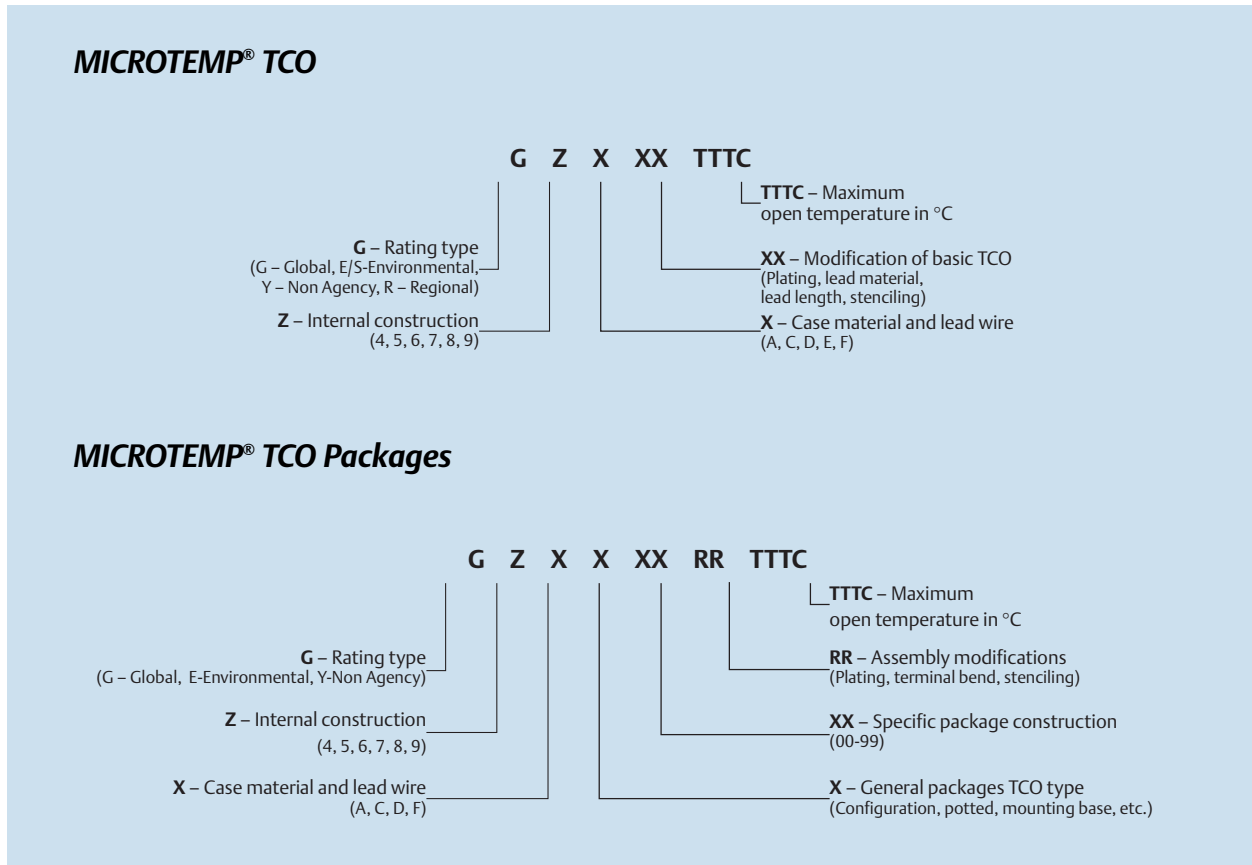 MICROTEMP® TCO
G Z X XX TTTC
TTTC – Maximum
open temperature in °C
G – Rating type
(G – Global, E/S-Environmental,
Y – Non Agency, R – Regional)
XX – Modification of basic TCO
(Plating, lead material,
lead length, stenciling)
Z – Internal construction
(4, 5, 6, 7, 8, 9)
X – Case material and lead wire
(A, C, D, E, F)
MICROTEMP® TCO Packages
G Z X X XX RR TTTC
TTTC – Maximum
open temperature in °C
G – Rating type
(G – Global, E-Environmental, Y-Non Agency)
RR – Assembly modifications
(Plating, terminal bend, stenciling)
Z – Internal construction
(4, 5, 6, 7, 8, 9)
XX – Specific package construction
(00-99)
X – Case material and lead wire
(A, C, D, F)
X – General packages TCO type
(Configuration, potted, mounting base, etc.)